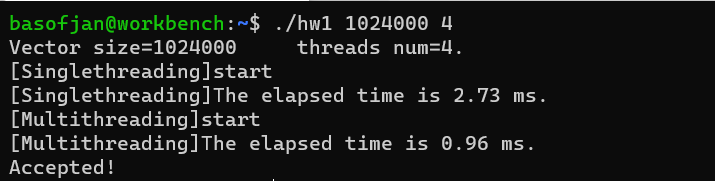 basofjan@workbench:~$ ./hw1 1024000 4
Vector size=1024000     threads num=4.
[Singlethreading]start
[Singlethreading]The elapsed time is 2.73 ms.
[Multithreading]start
[Multithreading]The elapsed time is 0.96 ms.
Accepted!